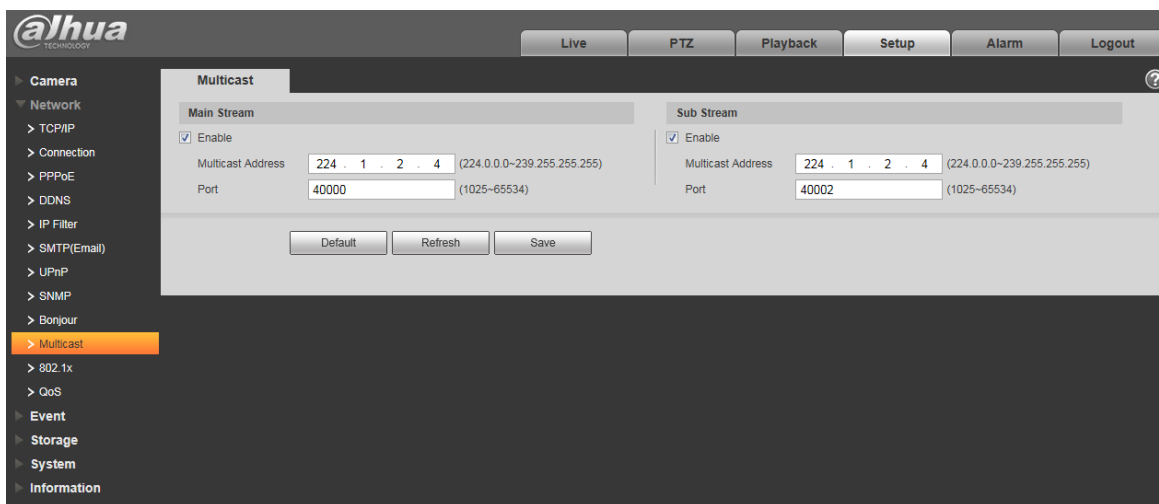 alhua
TECHNOLOGY
Live
PTZ
Playback
Setup
Alarm
Logout
Camera
Network
> TCP/IP
> Connection
> PPPoE
> DDNS
> IP Filter
> SMTP(Email)
> UPnP
> SNMP
> Bonjour
> Multicast
> 802.1x
> QoS
Event
Storage
System
Information
Multicast
?
Main Stream
Enable
Multicast Address 224 . 1 . 2 . 4 (224.0.0.0~239.255.255.255)
Port 40000 (1025~65534)
Sub Stream
Enable
Multicast Address 224 . 1 . 2 . 4 (224.0.0.0~239.255.255.255)
Port 40002 (1025~65534)
Default
Refresh
Save